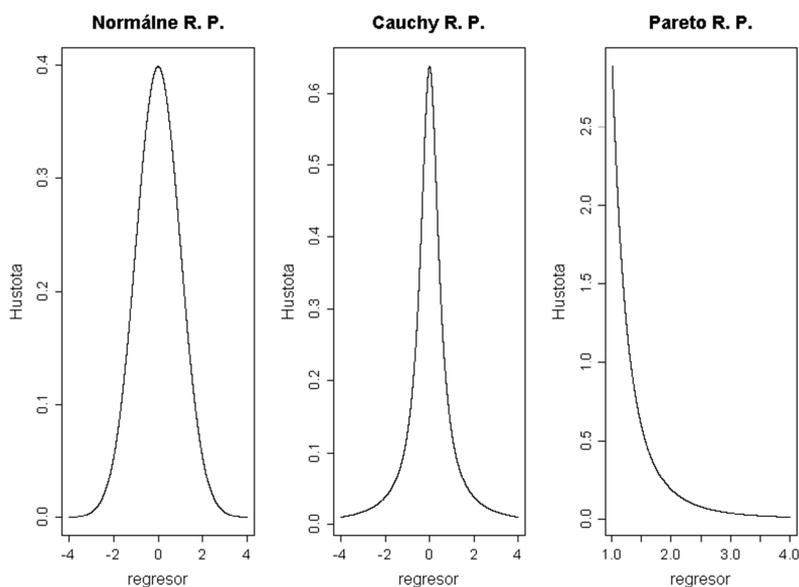 Normálne R. P.
Hustota
0.4
0.3
0.2
0.1
0.0
-4 -2 0 2 4
regresor
Cauchy R. P.
Hustota
0.6
0.5
0.4
0.3
0.2
0.1
0.0
-4 -2 0 2 4
regresor
Pareto R. P.
Hustota
2.5
2.0
1.5
1.0
0.5
0.0
1.0 2.0 3.0 4.0
regresor